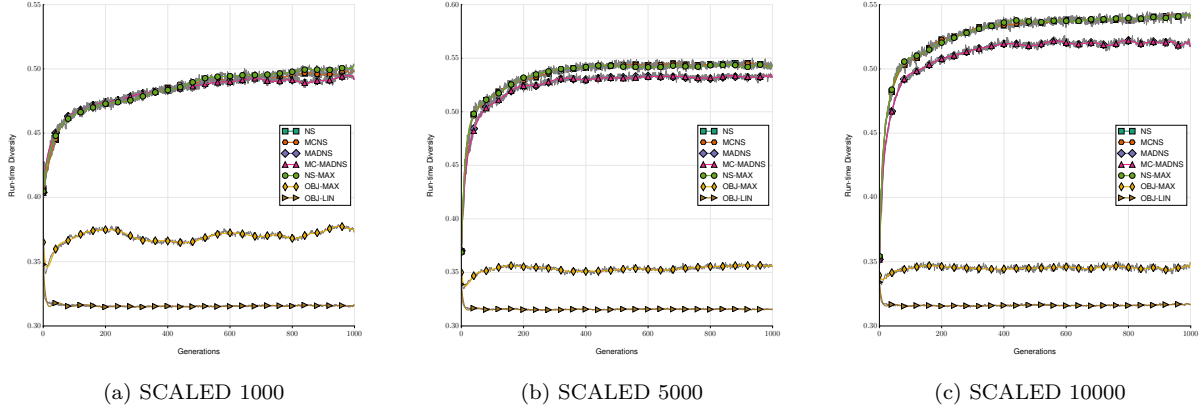 0.55
0.50
0.45
0.40
0.35
0.30
Run-time Diversity
NS
MCNS
MADNS
MC-MADNS
NS-MAX
OBJ-MAX
OBJ-LIN
0 200 400 600 800 1000
Generations
(a) SCALED 1000
0.60
0.55
0.50
0.45
0.40
0.35
0.30
Run-time Diversity
NS
MCNS
MADNS
MC-MADNS
NS-MAX
OBJ-MAX
OBJ-LIN
0 200 400 600 800 1000
Generations
(b) SCALED 5000
0.55
0.50
0.45
0.40
0.35
0.30
Run-time Diversity
NS
MCNS
MADNS
MC-MADNS
NS-MAX
OBJ-MAX
OBJ-LIN
0 200 400 600 800 1000
Generations
(c) SCALED 10000